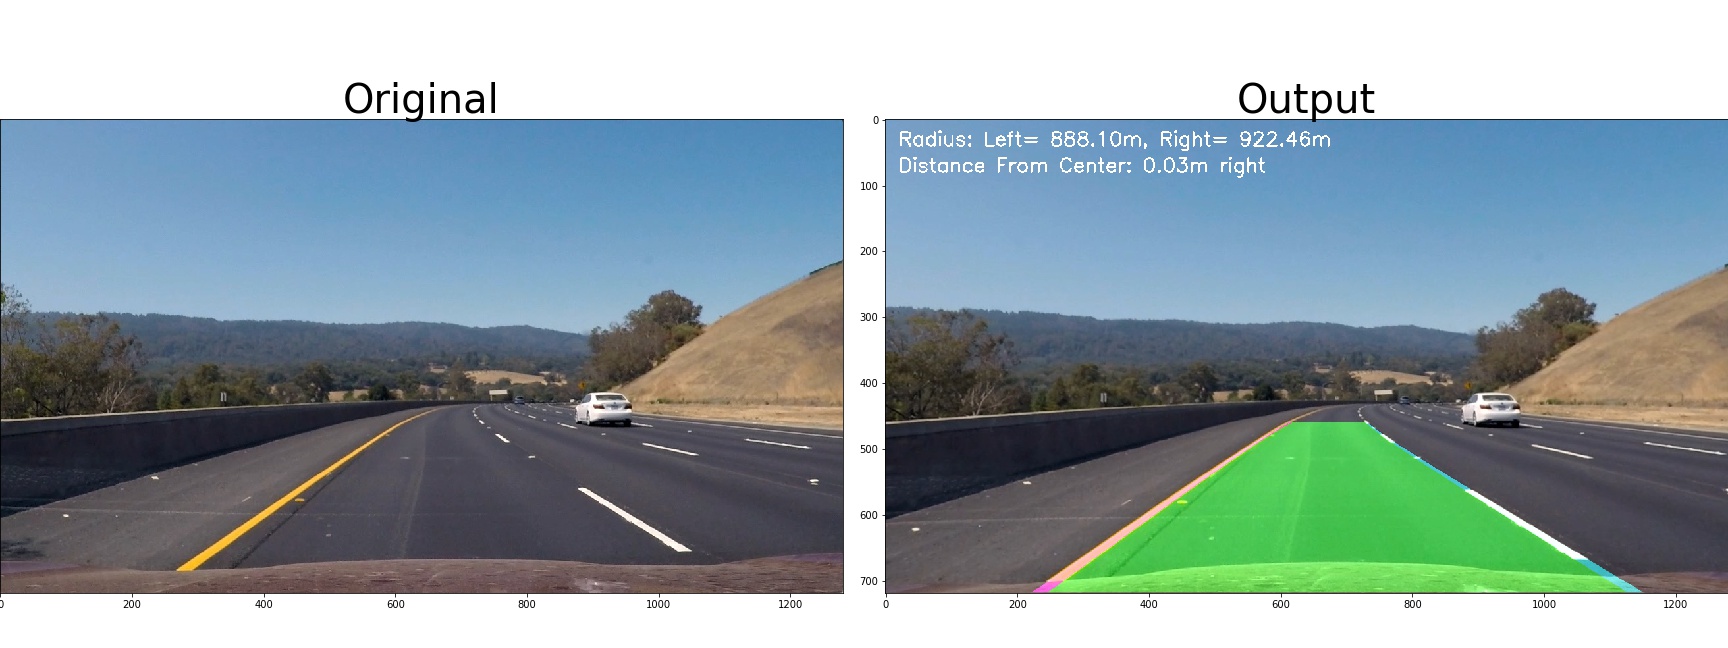 Original
Output
Radius: Left= 888.10m, Right= 922.46m
Distance From Center: 0.03m right
0
100
200
300
400
500
600
700
0 200 400 600 800 1000 1200
0 200 400 600 800 1000 1200